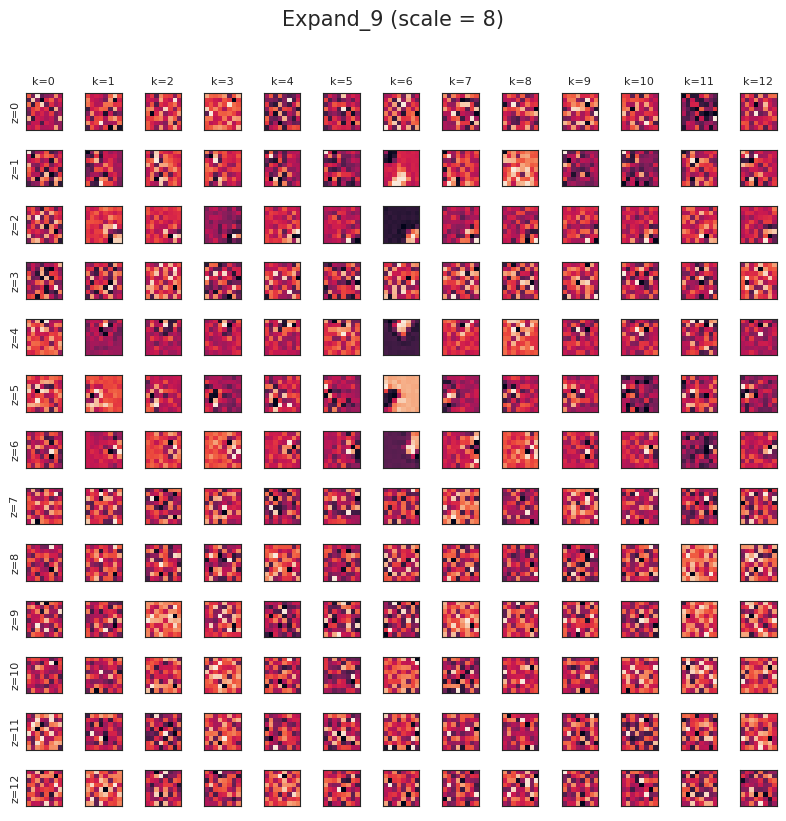 Expand_9 (scale = 8)
k=0 k=1 k=2 k=3 k=4 k=5 k=6 k=7 k=8 k=9 k=10 k=11 k=12
z=0
z=1
z=2
z=3
z=4
z=5
z=6
z=7
z=8
z=9
z=10
z=11
z=12